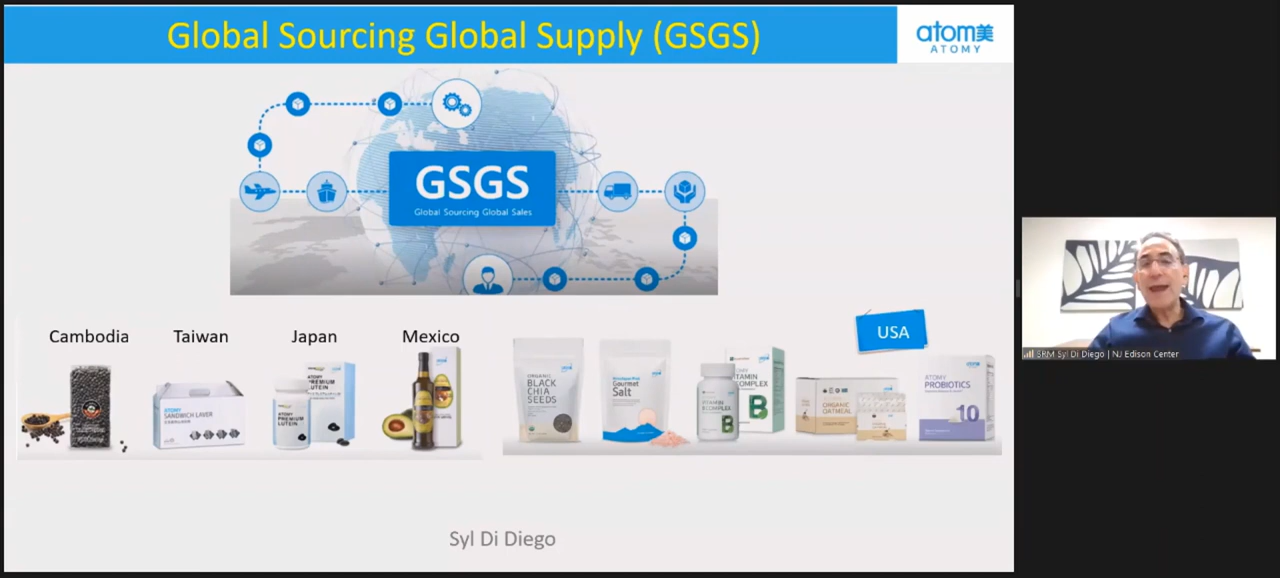 Global Sourcing Global Supply (GSGS)
atom美
ATOMY
GSGS
Global Sourcing Global Sales
Cambodia
Taiwan
Japan
Mexico
USA
ATOMY
SANDWICH LAVER
PREMIUM
LUTEIN
ATOMY
PREMIUM
LUTEIN
ORGANIC
BLACK
CHIA
SEEDS
Gourmet
Salt
VITAMIN
B COMPLEX
B
VITAMIN
COMPLEX
B
ORGANIC
OATMEAL
ATOMY
PROBIOTICS
10
Syl Di Diego
SRM Syl Di Diego | NJ Edison Center